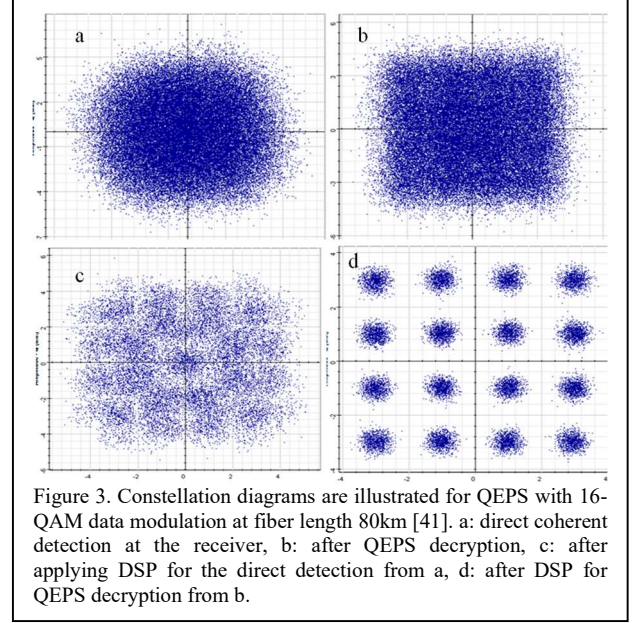 a
b
c
d
Figure 3. Constellation diagrams are illustrated for QEPS with 16-
QAM data modulation at fiber length 80km [41]. a: direct coherent
detection at the receiver, b: after QEPS decryption, c: after
applying DSP for the direct detection from a, d: after DSP for
QEPS decryption from b.